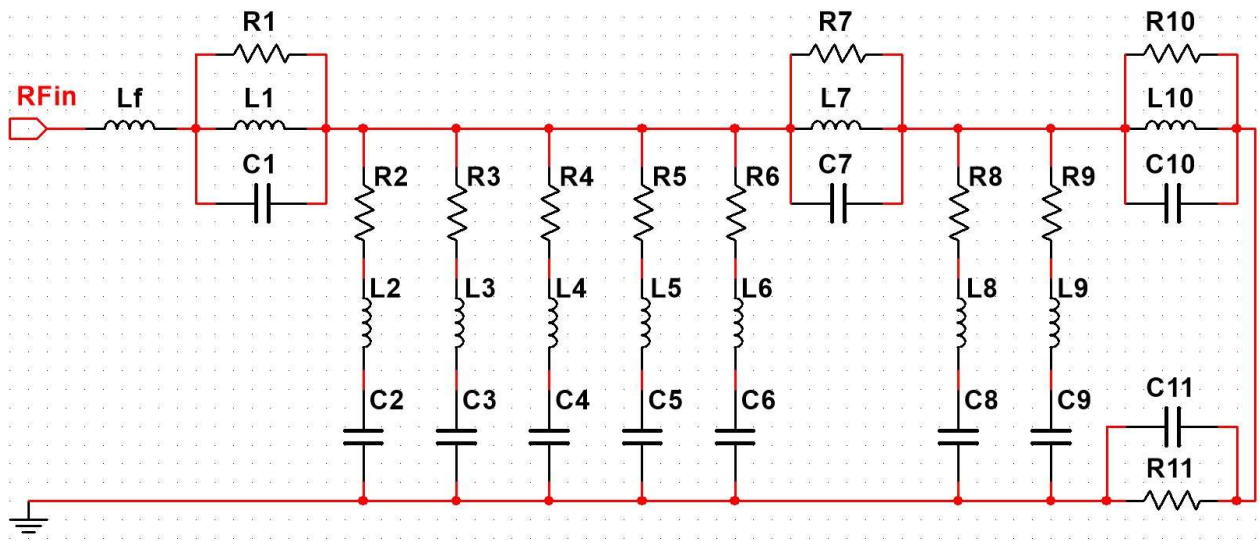 R1 R7 R10
RFin Lf L1 L7 L10
C1 C7 C10
R2 R3 R4 R5 R6 R8 R9
L2 L3 L4 L5 L6 L8 L9
C11
C2 C3 C4 C5 C6 C8 C9
R11